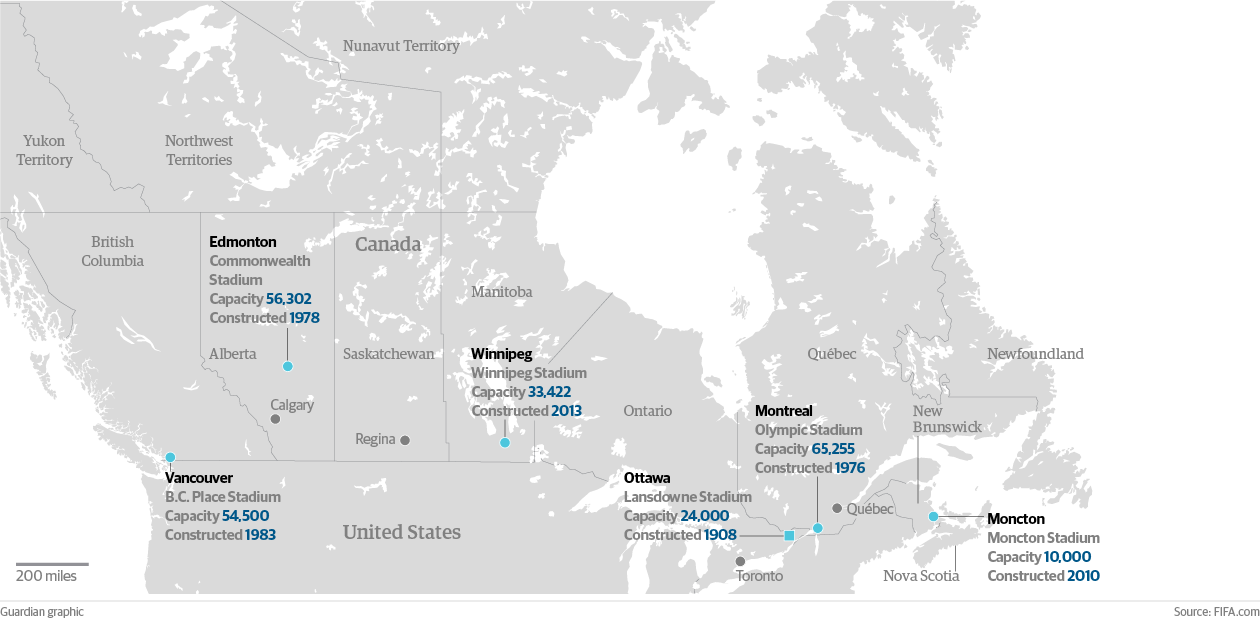 Nunavut Territory
Yukon
Territory
Northwest
Territories
British
Columbia
Edmonton
Commonwealth
Stadium
Capacity 56,302
Constructed 1978
Canada
Manitoba
Alberta
Saskatchewan
Winnipeg
Winnipeg Stadium
Capacity 33,422
Constructed 2013
Québec
Newfoundland
Calgary
Regina
Ontario
Montreal
Olympic Stadium
Capacity 65,255
Constructed 1976
New
Brunswick
Vancouver
B.C. Place Stadium
Capacity 54,500
Constructed 1983
United States
Ottawa
Lansdowne Stadium
Capacity 24,000
Constructed 1908
Québec
Moncton
Moncton Stadium
Capacity 10,000
Constructed 2010
200 miles
Toronto
Nova Scotia
Guardian graphic
Source: FIFA.com